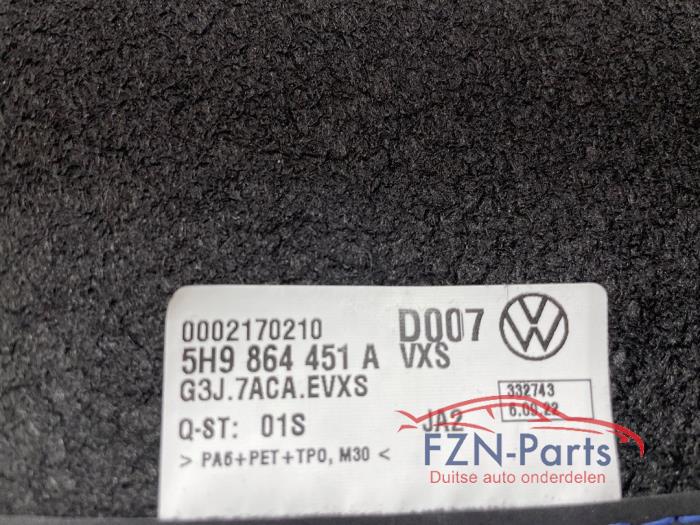 0002170210 D007
5H9 864 451 A VXS
G3J.7ACA.EVXS
332743
6.09.22
Q-ST: 01S JA2
> PA6+PET+TPO, M30 <
FZN-Parts
Duitse auto onderdelen